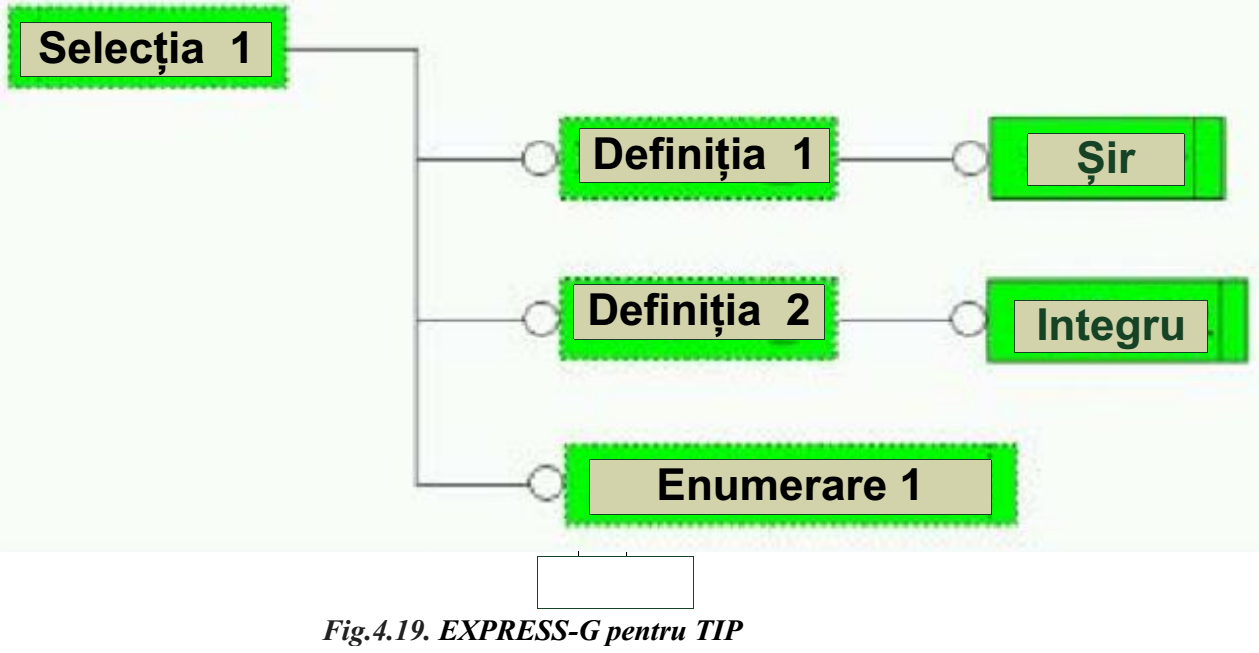 Selecția 1
Definiția 1
Șir
Definiția 2
Integru
Enumerare 1
Fig.4.19. EXPRESS-G pentru TIP